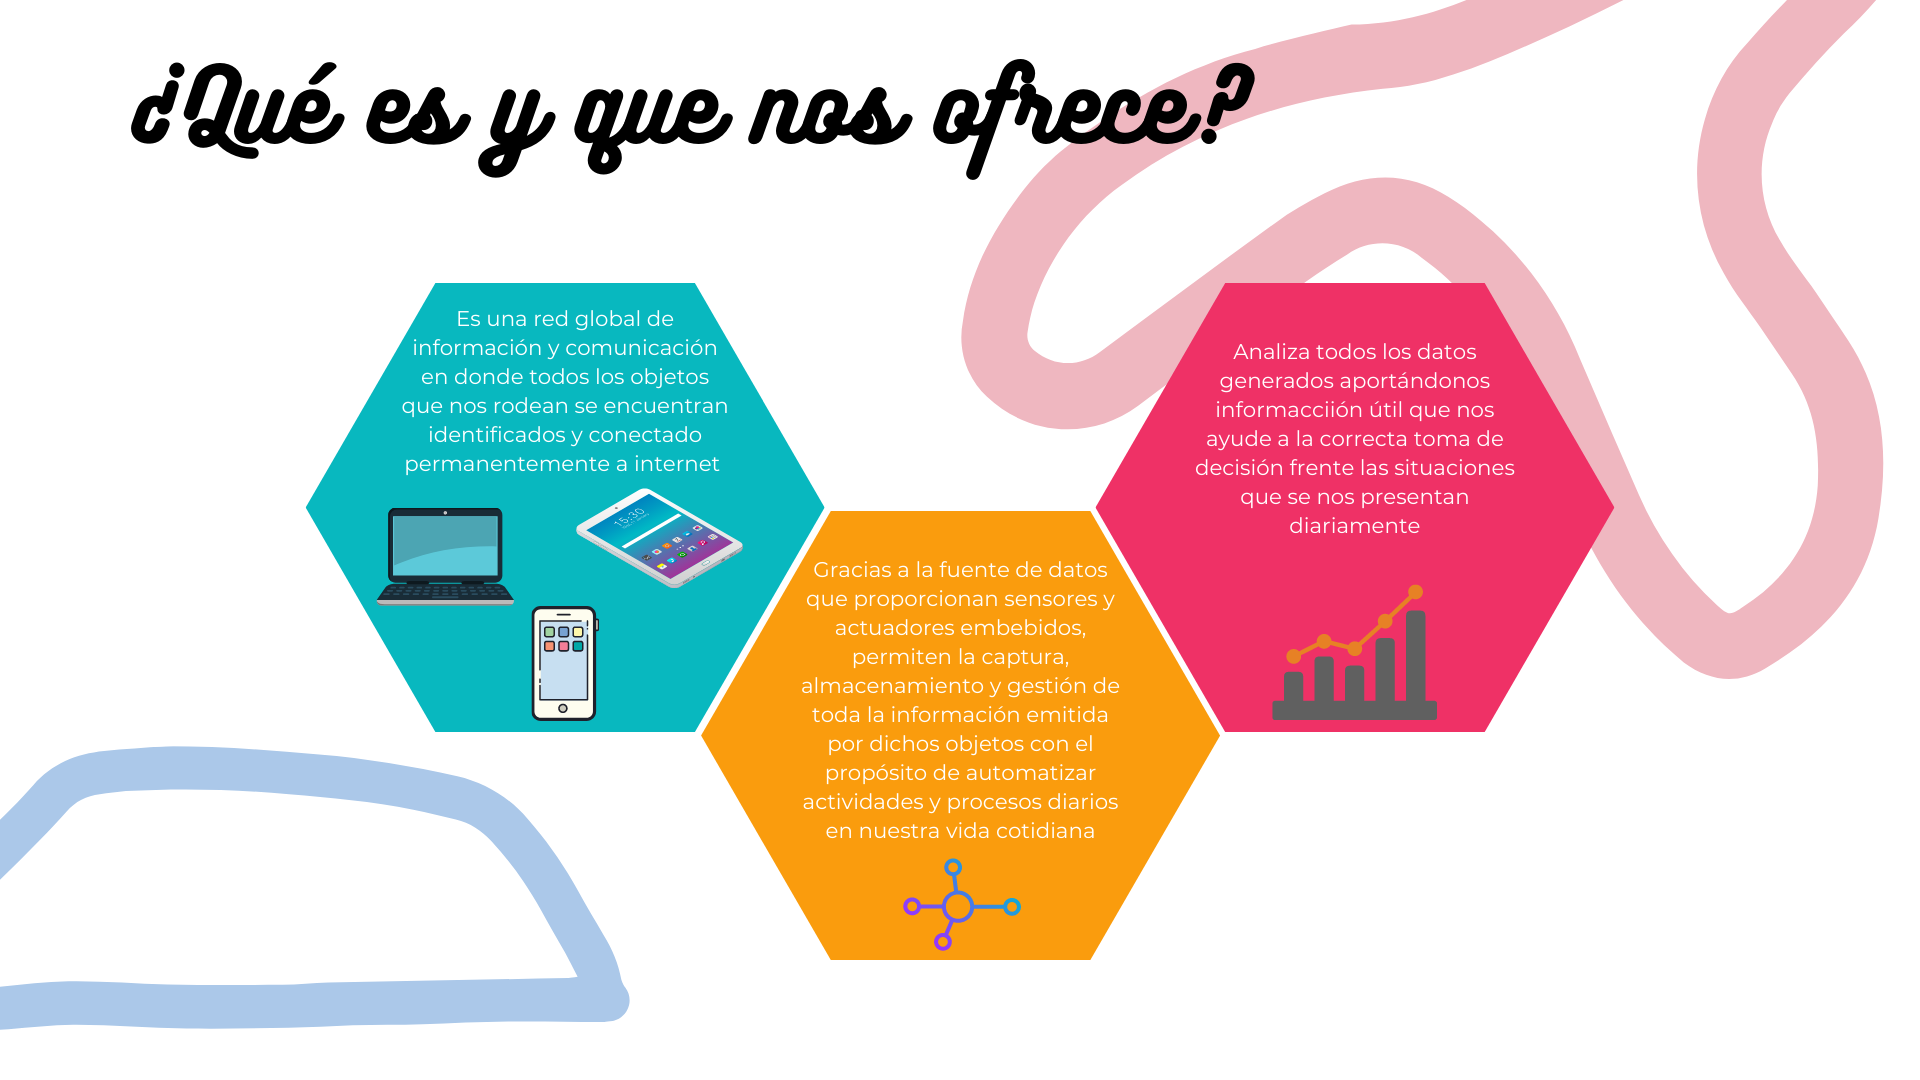 ¿Qué es y que nos ofrece?
Es una red global de
información y comunicación
en donde todos los objetos
que nos rodean se encuentran
identificados y conectado
permanentemente a internet
15:30
Gracias a la fuente de datos
que proporcionan sensores y
actuadores embebidos,
permiten la captura,
almacenamiento y gestión de
toda la información emitida
por dichos objetos con el
propósito de automatizar
actividades y procesos diarios
en nuestra vida cotidiana
Analiza todos los datos
generados aportándonos
informacciión útil que nos
ayude a la correcta toma de
decisión frente las situaciones
que se nos presentan
diariamente